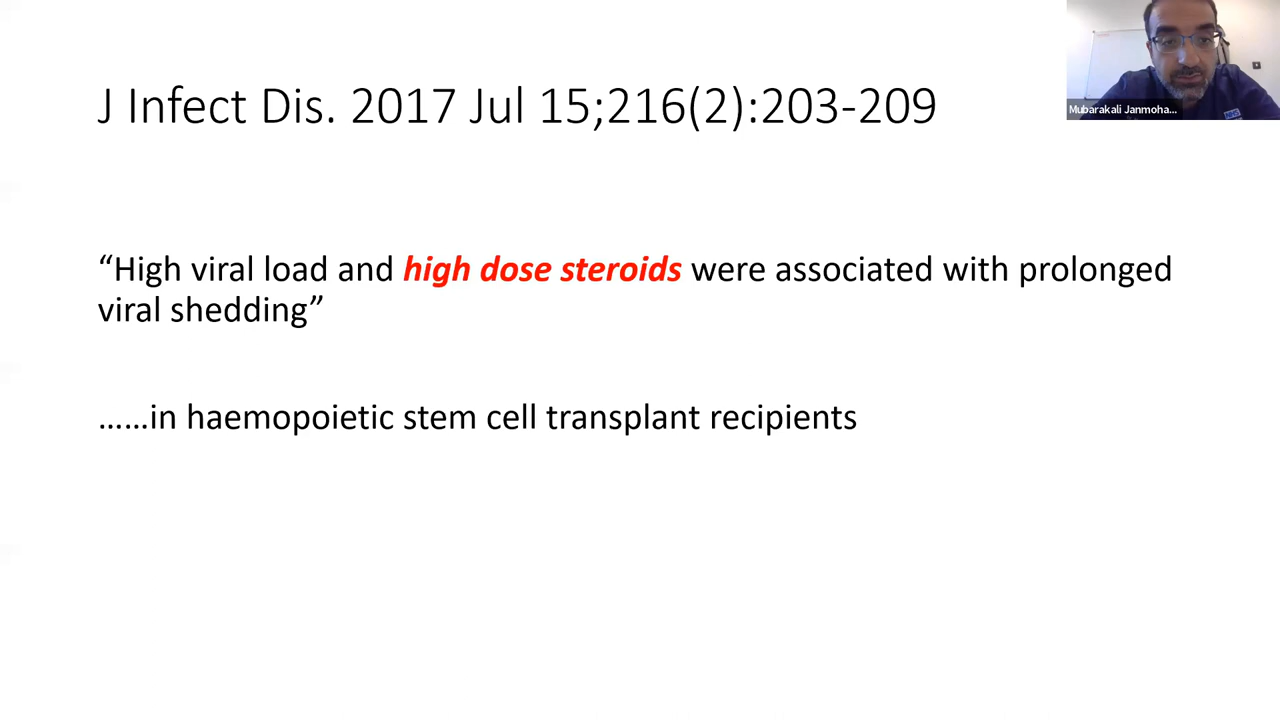 J Infect Dis. 2017 Jul 15;216(2):203-209
Mubarakali Janmoha...
“High viral load and high dose steroids were associated with prolonged
viral shedding”
……in haemopoietic stem cell transplant recipients